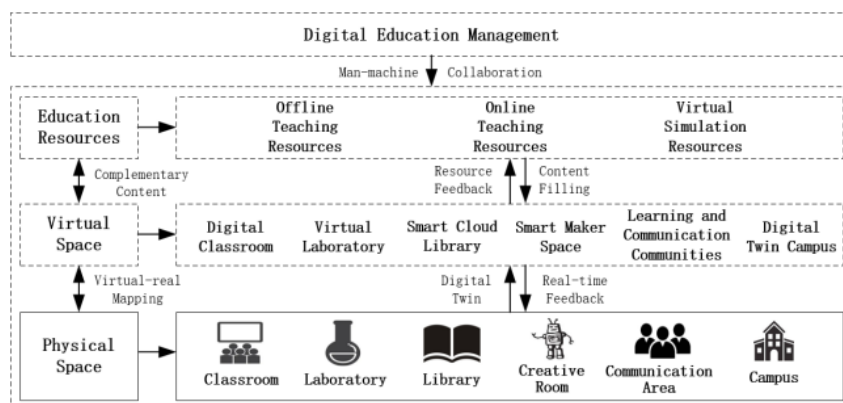 Digital Education Management
Man-machine Collaboration
Education
Resources
Offline
Teaching
Resources
Online
Teaching
Resources
Virtual
Simulation
Resources
Complementary
Content
Resource
Feedback
Content
Filling
Virtual
Space
Digital
Classroom
Virtual
Laboratory
Smart Cloud
Library
Smart Maker
Space
Learning and
Communication
Communities
Digital
Twin Campus
Virtual-real
Mapping
Digital
Twin
Real-time
Feedback
Physical
Space
Classroom
Laboratory
Library
Creative
Room
Communication
Area
Campus